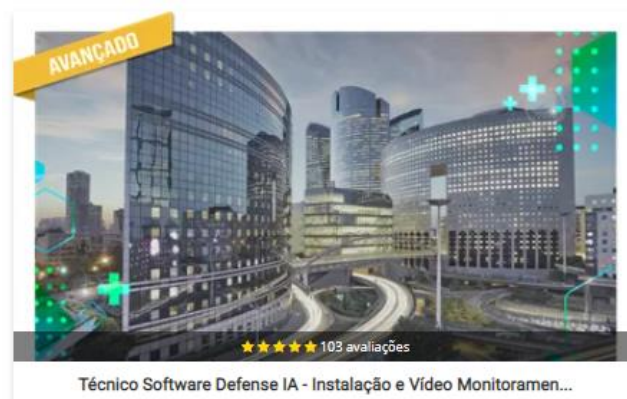 AVANÇADO
103 avaliações
Técnico Software Defense IA - Instalação e Vídeo Monitoramen...